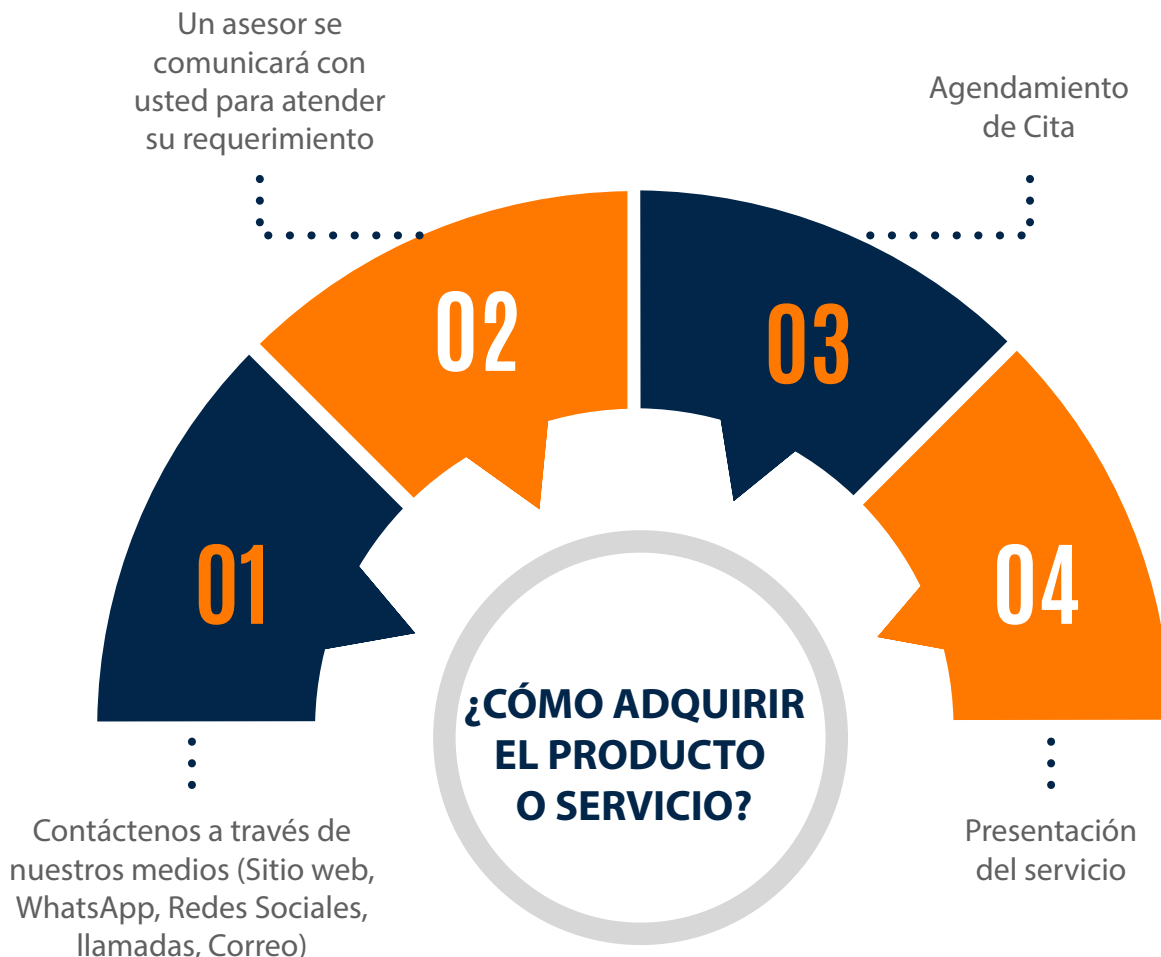 Un asesor se
comunicará con
usted para atender
su requerimiento
Agendamiento
de Cita
01
02
03
04
¿CÓMO ADQUIRIR
EL PRODUCTO
O SERVICIO?
Contáctenos a través de
nuestros medios (Sitio web,
WhatsApp, Redes Sociales,
llamadas, Correo)
Presentación
del servicio